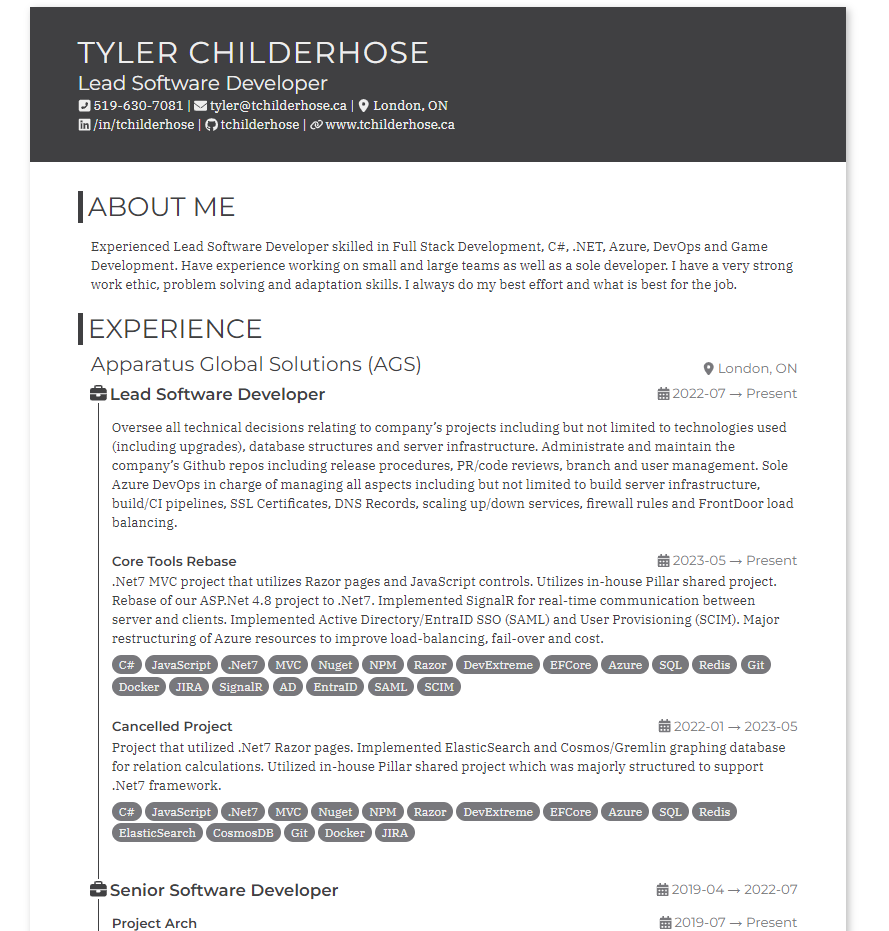 TYLER CHILDERHOSE
Lead Software Developer
519-630-7081 | tyler@tchilderhose.ca | London, ON
/in/tchilderhose | tchilderhose | www.tchilderhose.ca
ABOUT ME
Experienced Lead Software Developer skilled in Full Stack Development, C#, .NET, Azure, DevOps and Game
Development. Have experience working on small and large teams as well as a sole developer. I have a very strong
work ethic, problem solving and adaptation skills. I always do my best effort and what is best for the job.
EXPERIENCE
Apparatus Global Solutions (AGS) London, ON
Lead Software Developer 2022-07 → Present
Oversee all technical decisions relating to company’s projects including but not limited to technologies used
(including upgrades), database structures and server infrastructure. Administrate and maintain the
company’s Github repos including release procedures, PR/code reviews, branch and user management. Sole
Azure DevOps in charge of managing all aspects including but not limited to build server infrastructure,
build/CI pipelines, SSL Certificates, DNS Records, scaling up/down services, firewall rules and FrontDoor load
balancing.
Core Tools Rebase 2023-05 → Present
.Net7 MVC project that utilizes Razor pages and JavaScript controls. Utilizes in-house Pillar shared project.
Rebase of our ASP.Net 4.8 project to .Net7. Implemented SignalR for real-time communication between
server and clients. Implemented Active Directory/EntraID SSO (SAML) and User Provisioning (SCIM). Major
restructuring of Azure resources to improve load-balancing, fail-over and cost.
C# JavaScript .Net7 MVC Nuget NPM Razor DevExtreme EFCore Azure SQL Redis Git
Docker JIRA SignalR AD EntraID SAML SCIM
Cancelled Project 2022-01 → 2023-05
Project that utilized .Net7 Razor pages. Implemented ElasticSearch and Cosmos/Gremlin graphing database
for relation calculations. Utilized in-house Pillar shared project which was majorly structured to support
.Net7 framework.
C# JavaScript .Net7 MVC Nuget NPM Razor DevExtreme EFCore Azure SQL Redis
ElasticSearch CosmosDB Git Docker JIRA
Senior Software Developer 2019-04 → 2022-07
Project Arch 2019-07 → Present